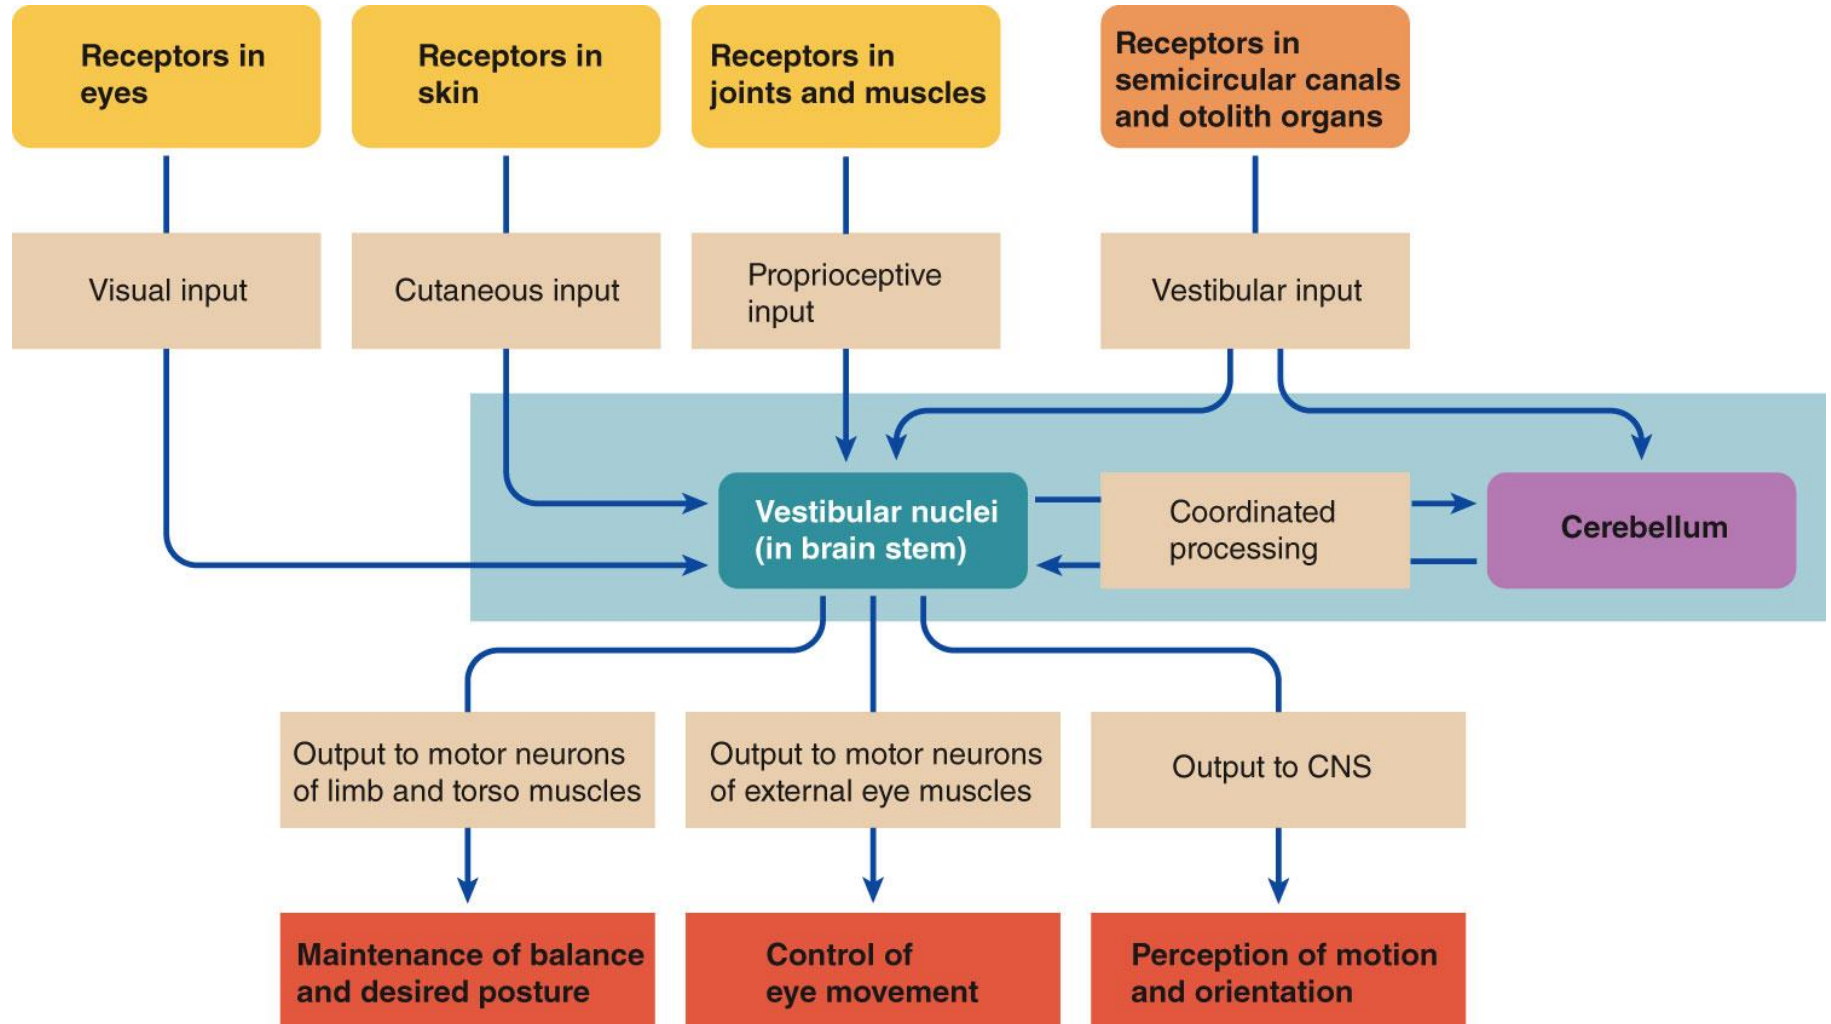 Receptors in
eyes
Receptors in
skin
Receptors in
joints and muscles
Receptors in
semicircular canals
and otolith organs
Visual input
Cutaneous input
Proprioceptive
input
Vestibular input
Vestibular nuclei
(in brain stem)
Coordinated
processing
Cerebellum
Output to motor neurons
of limb and torso muscles
Output to motor neurons
of external eye muscles
Output to CNS
Maintenance of balance
and desired posture
Control of
eye movement
Perception of motion
and orientation